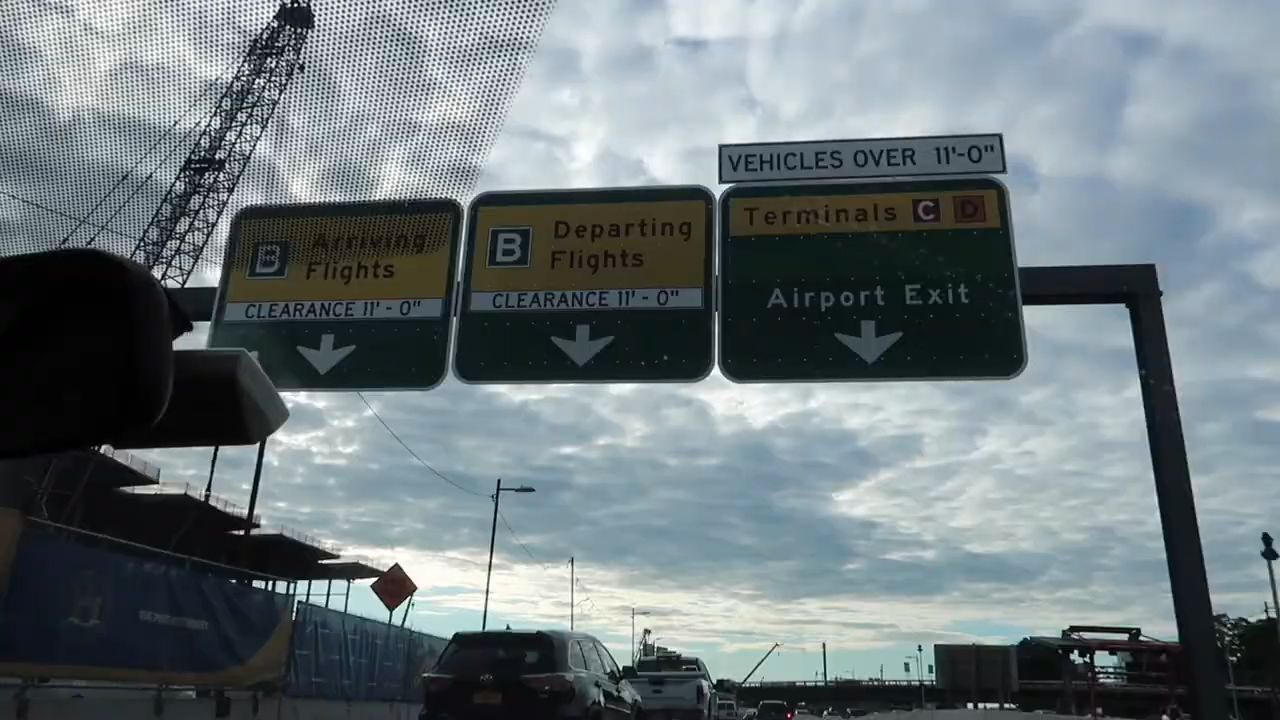 VEHICLES OVER 11'-0"
B Arriving
Flights
CLEARANCE 11' - 0"
B Departing
Flights
CLEARANCE 11' - 0"
Terminals C D
Airport Exit